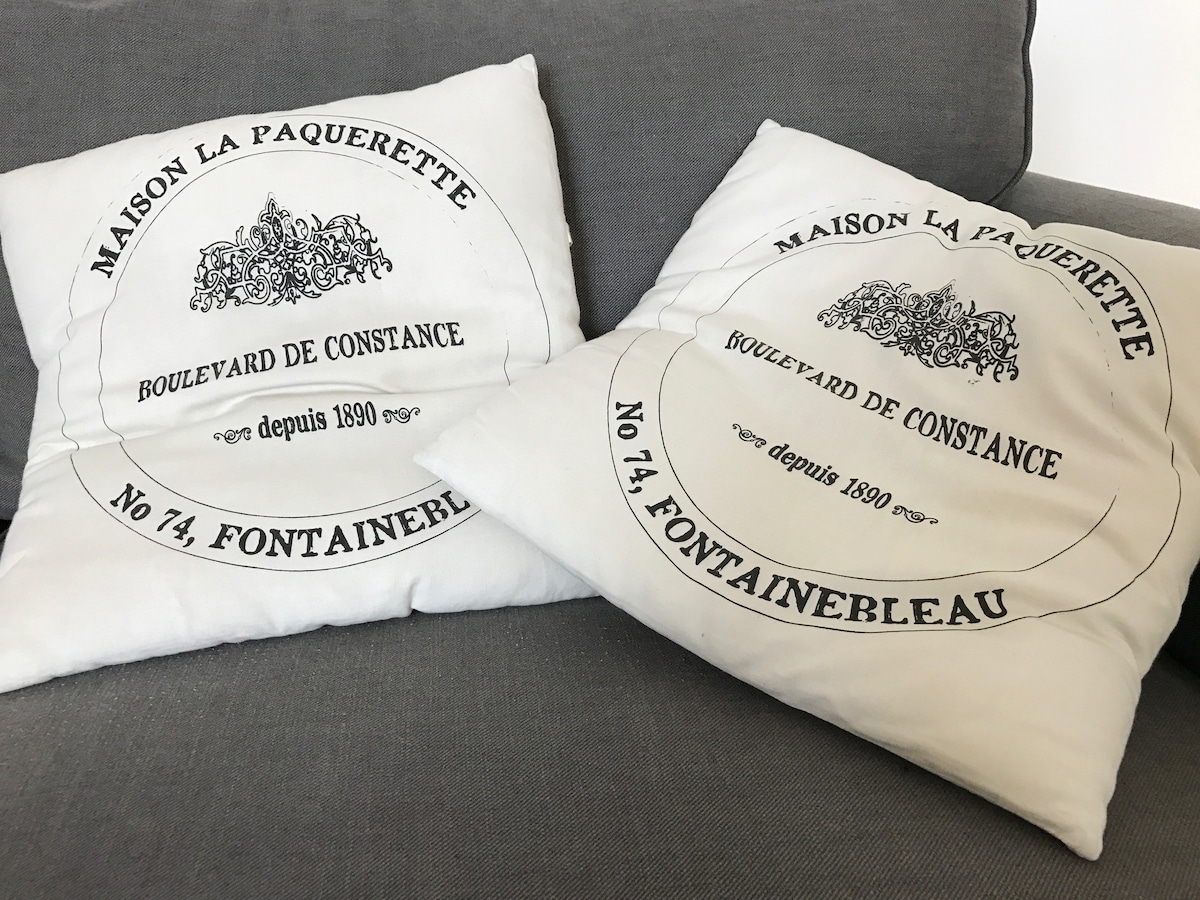 MAISON LA PAQUERETTE
BOULEVARD DE CONSTANCE
depuis 1890
No 74, FONTAINEBL
MAISON LA PAQUERETTE
BOULEVARD DE CONSTANCE
depuis 1890
No 74, FONTAINEBLEAU